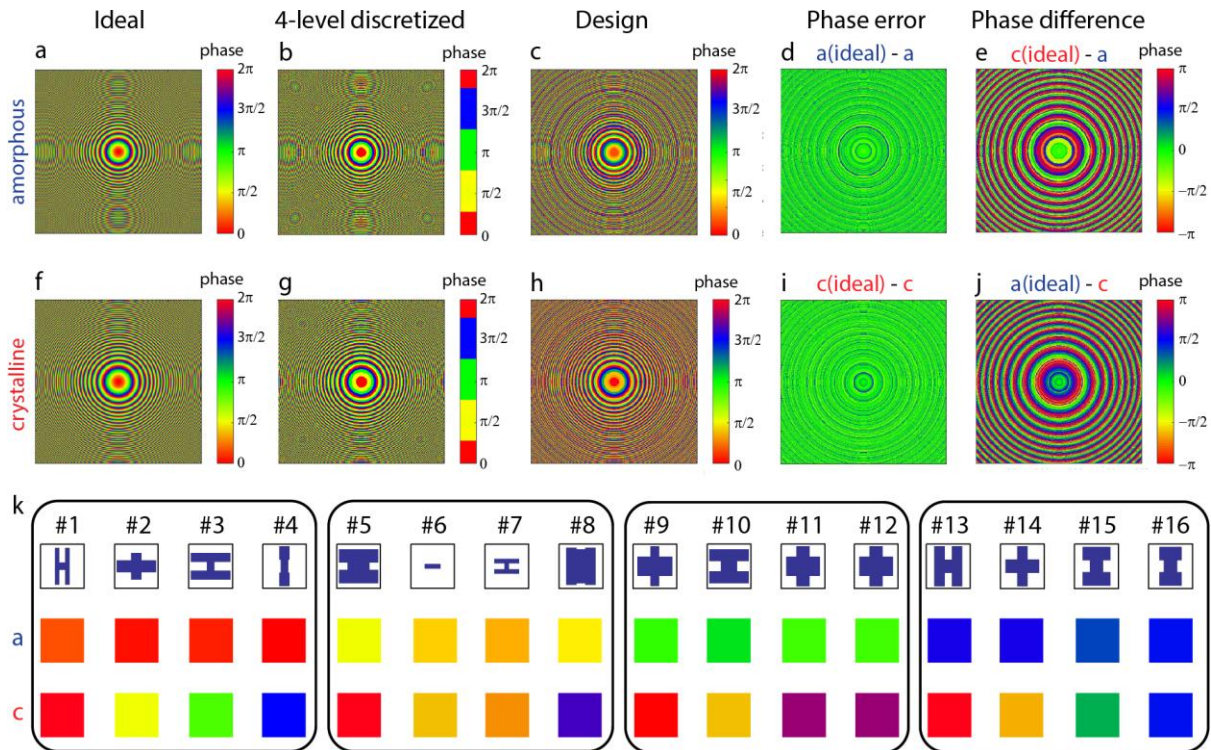 Ideal 4-level discretized Design Phase error Phase difference
a phase b phase c phase d a(ideal) - a e c(ideal) - a phase
2π 2π 2π π
3π/2 3π/2 3π/2 π/2
amorphous π π π 0
π/2 π/2 π/2 −π/2
0 0 0 −π
f phase g phase h phase i c(ideal) - c j a(ideal) - c phase
2π 2π 2π π
3π/2 3π/2 3π/2 π/2
crystalline π π π 0
π/2 π/2 π/2 −π/2
0 0 0 −π
k
#1 #2 #3 #4 #5 #6 #7 #8 #9 #10 #11 #12 #13 #14 #15 #16
a
c